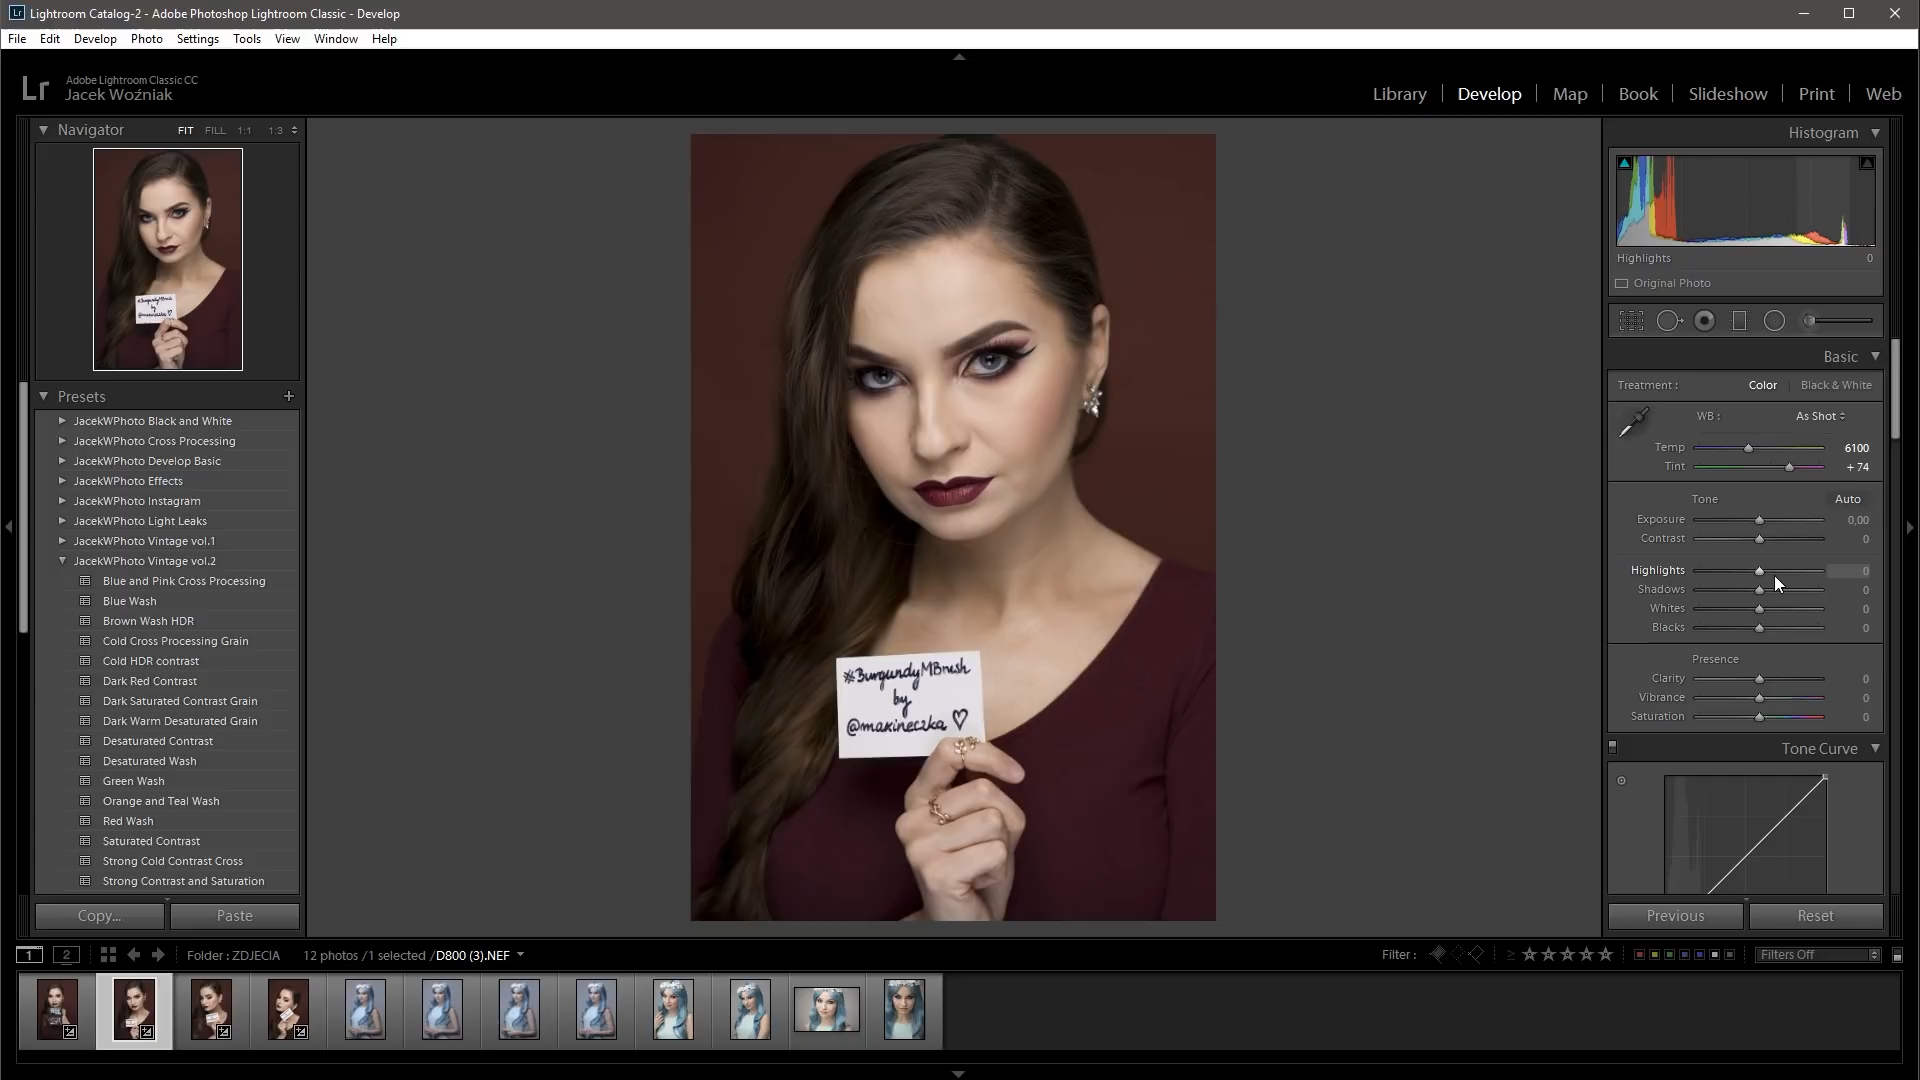 Lr Lightroom Catalog-2 - Adobe Photoshop Lightroom Classic - Develop
File Edit Develop Photo Settings Tools View Window Help
Lr Adobe Lightroom Classic CC
Jacek Woźniak
Library Develop Map Book Slideshow Print Web
Navigator FIT FILL 1:1 1:3
Presets +
JacekWPhoto Black and White
JacekWPhoto Cross Processing
JacekWPhoto Develop Basic
JacekWPhoto Effects
JacekWPhoto Instagram
JacekWPhoto Light Leaks
JacekWPhoto Vintage vol.1
JacekWPhoto Vintage vol.2
Blue and Pink Cross Processing
Blue Wash
Brown Wash HDR
Cold Cross Processing Grain
Cold HDR contrast
Dark Red Contrast
Dark Saturated Contrast Grain
Dark Warm Desaturated Grain
Desaturated Contrast
Desaturated Wash
Green Wash
Orange and Teal Wash
Red Wash
Saturated Contrast
Strong Cold Contrast Cross
Strong Contrast and Saturation
Copy... Paste
#BurgundyMBrush
by
@maxineczka ♡
Histogram
Highlights 0
Original Photo
Basic
Treatment : Color Black & White
WB : As Shot
Temp 6100
Tint + 74
Tone Auto
Exposure 0,00
Contrast 0
Highlights 0
Shadows 0
Whites 0
Blacks 0
Presence
Clarity 0
Vibrance 0
Saturation 0
Tone Curve
Previous Reset
1 2 Folder : ZDJECIA 12 photos /1 selected /D800 (3).NEF Filter : ≥ Filters Off